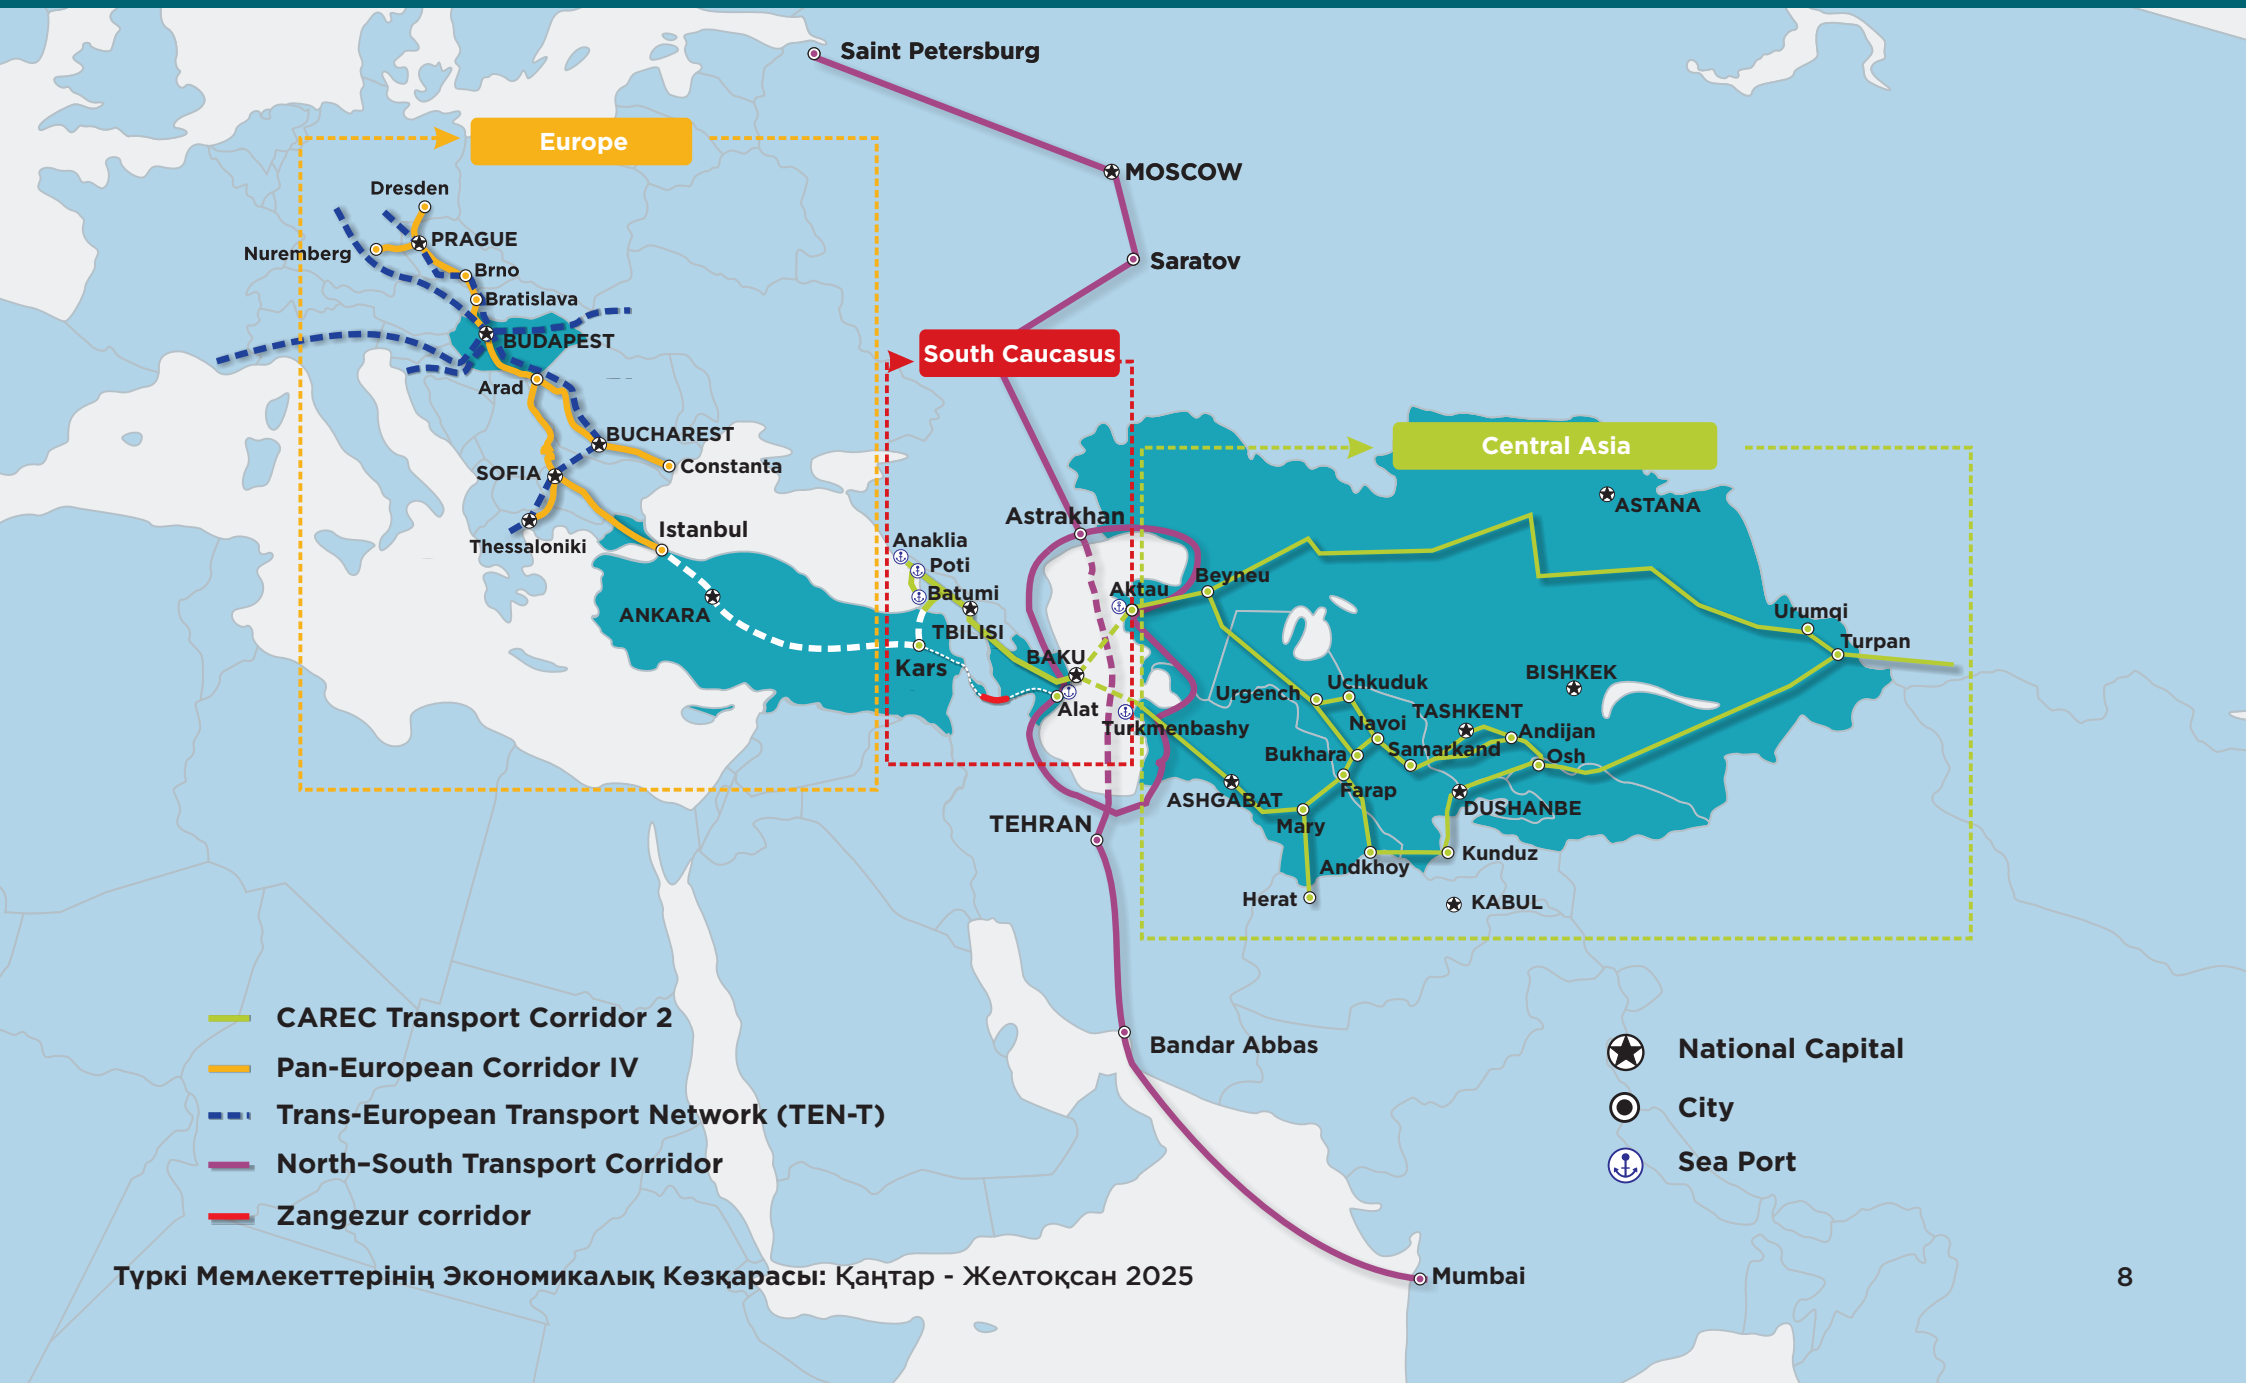 Saint Petersburg
Europe
MOSCOW
Dresden
PRAGUE
Nuremberg
Saratov
Brno
Bratislava
BUDAPEST
South Caucasus
Arad
BUCHAREST
Central Asia
SOFIA
Constanta
ASTANA
Astrakhan
Istanbul
Thessaloniki
Anaklia
Poti
Beyneu
Aktau
Batumi
ANKARA
Urumqi
TBILISI
Turpan
BAKU
Kars
BISHKEK
Uchkuduk
Urgench
Alat
TASHKENT
Navoi
Turkmenbashy
Andijan
Samarkand
Bukhara
Osh
Farap
ASHGABAT
DUSHANBE
TEHRAN
Mary
Kunduz
Andkhoy
Herat
KABUL
CAREC Transport Corridor 2
Pan-European Corridor IV
Trans-European Transport Network (TEN-T)
North–South Transport Corridor
Zangezur corridor
Bandar Abbas
National Capital
City
Sea Port
Mumbai
Түркі Мемлекеттерінің Экономикалық Көзқарасы: Қаңтар - Желтоқсан 2025
8